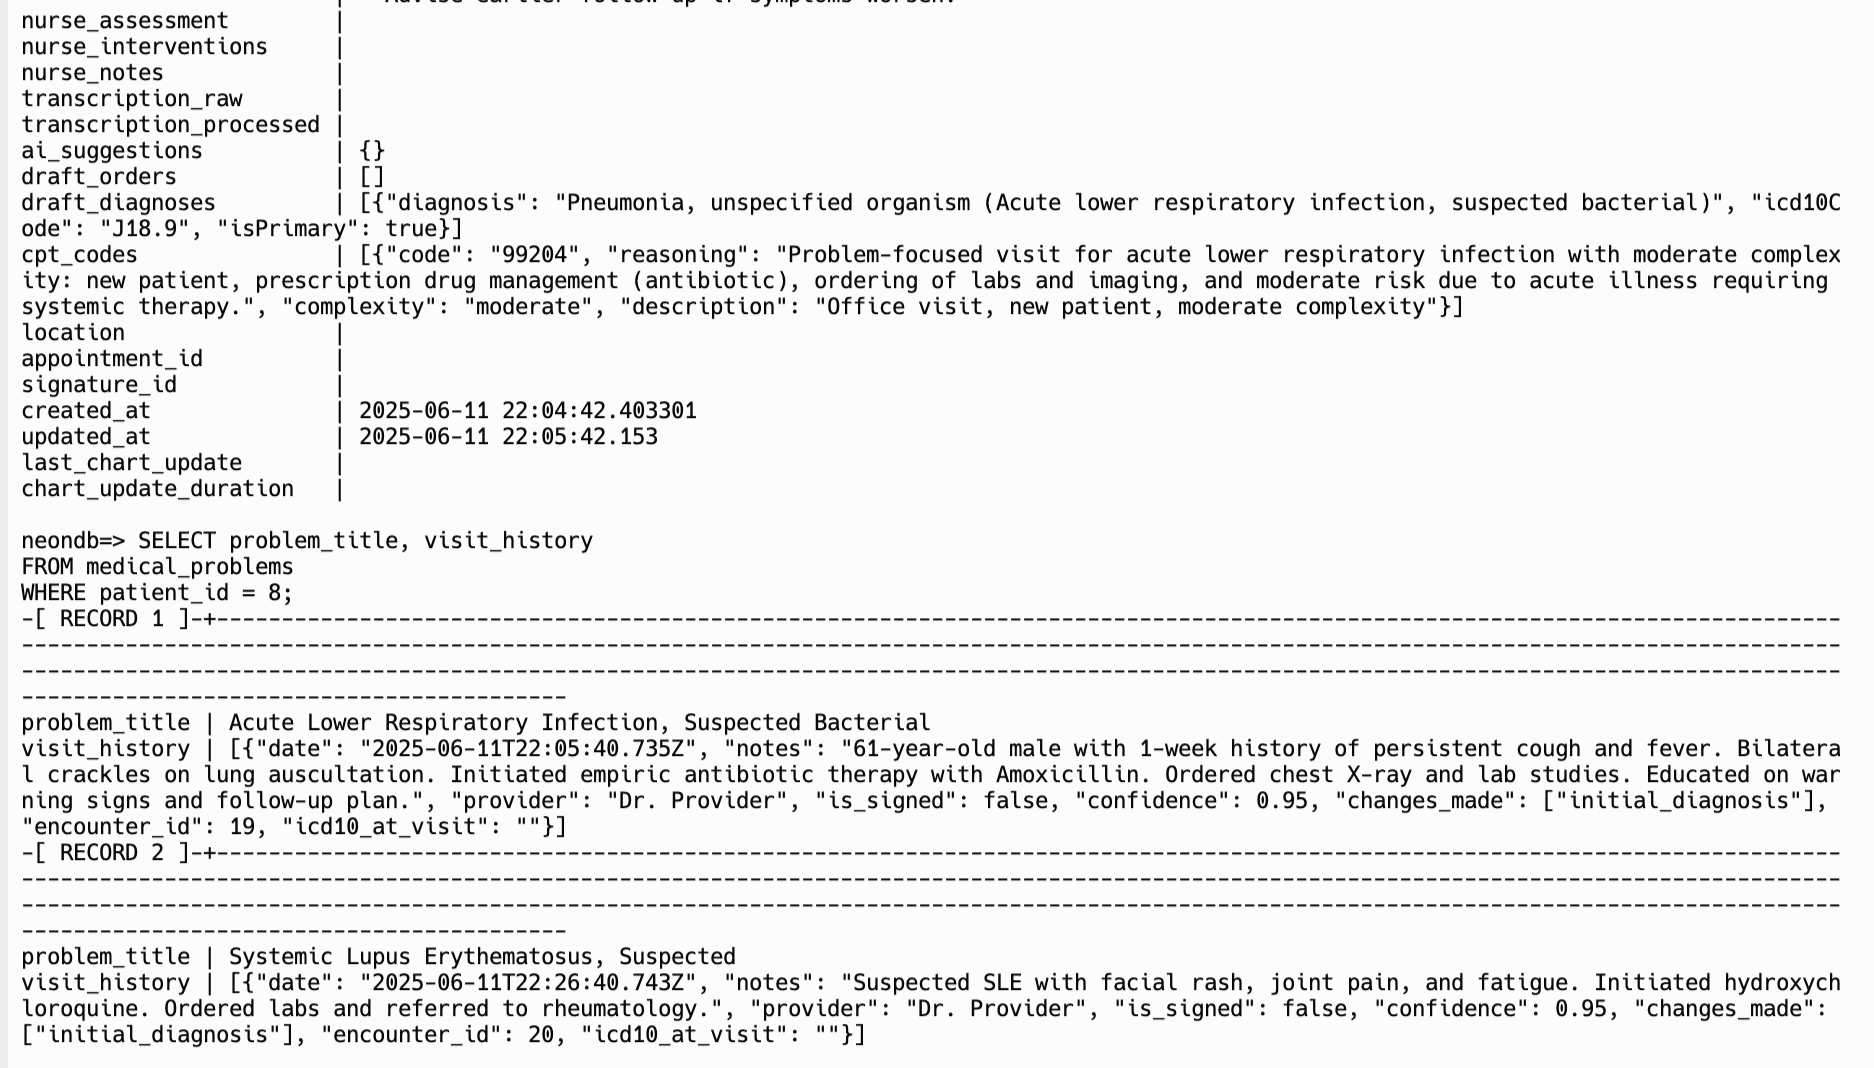 nurse_assessment |
nurse_interventions |
nurse_notes |
transcription_raw |
transcription_processed |
ai_suggestions | {}
draft_orders | []
draft_diagnoses | [{"diagnosis": "Pneumonia, unspecified organism (Acute lower respiratory infection, suspected bacterial)", "icd10C
ode": "J18.9", "isPrimary": true}]
cpt_codes | [{"code": "99204", "reasoning": "Problem-focused visit for acute lower respiratory infection with moderate complex
ity: new patient, prescription drug management (antibiotic), ordering of labs and imaging, and moderate risk due to acute illness requiring
systemic therapy.", "complexity": "moderate", "description": "Office visit, new patient, moderate complexity"}]
location |
appointment_id |
signature_id |
created_at | 2025-06-11 22:04:42.403301
updated_at | 2025-06-11 22:05:42.153
last_chart_update |
chart_update_duration |
neondb=> SELECT problem_title, visit_history
FROM medical_problems
WHERE patient_id = 8;
-[ RECORD 1 ]-+-----------------------------------------------------------------------------------------------------------------------------
--------------------------------------------------------------------------------------------------------------------------------------------
--------------------------------------------------------------------------------------------------------------------------------------------
------------------------------------------
problem_title | Acute Lower Respiratory Infection, Suspected Bacterial
visit_history | [{"date": "2025-06-11T22:05:40.735Z", "notes": "61-year-old male with 1-week history of persistent cough and fever. Bilatera
l crackles on lung auscultation. Initiated empiric antibiotic therapy with Amoxicillin. Ordered chest X-ray and lab studies. Educated on war
ning signs and follow-up plan.", "provider": "Dr. Provider", "is_signed": false, "confidence": 0.95, "changes_made": ["initial_diagnosis"],
"encounter_id": 19, "icd10_at_visit": ""}]
-[ RECORD 2 ]-+-----------------------------------------------------------------------------------------------------------------------------
--------------------------------------------------------------------------------------------------------------------------------------------
--------------------------------------------------------------------------------------------------------------------------------------------
------------------------------------------
problem_title | Systemic Lupus Erythematosus, Suspected
visit_history | [{"date": "2025-06-11T22:26:40.743Z", "notes": "Suspected SLE with facial rash, joint pain, and fatigue. Initiated hydroxych
loroquine. Ordered labs and referred to rheumatology.", "provider": "Dr. Provider", "is_signed": false, "confidence": 0.95, "changes_made":
["initial_diagnosis"], "encounter_id": 20, "icd10_at_visit": ""}]